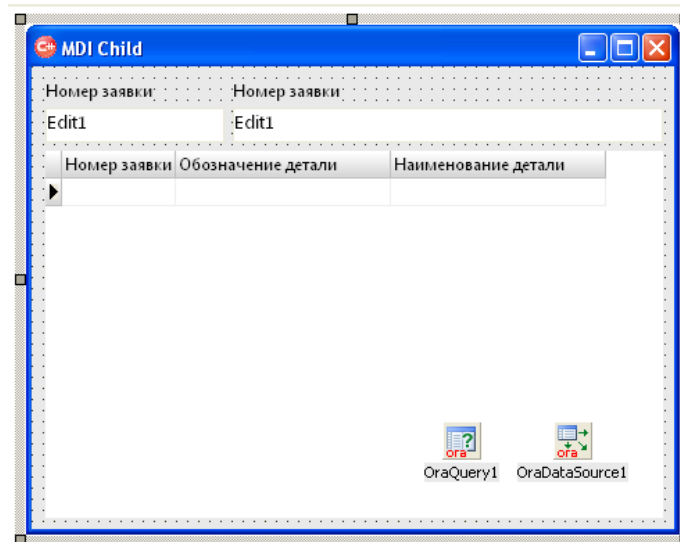 MDI Child
Номер заявки Номер заявки
Edit1 Edit1
Номер заявки Обозначение детали Наименование детали
ora ora
OraQuery1 OraDataSource1